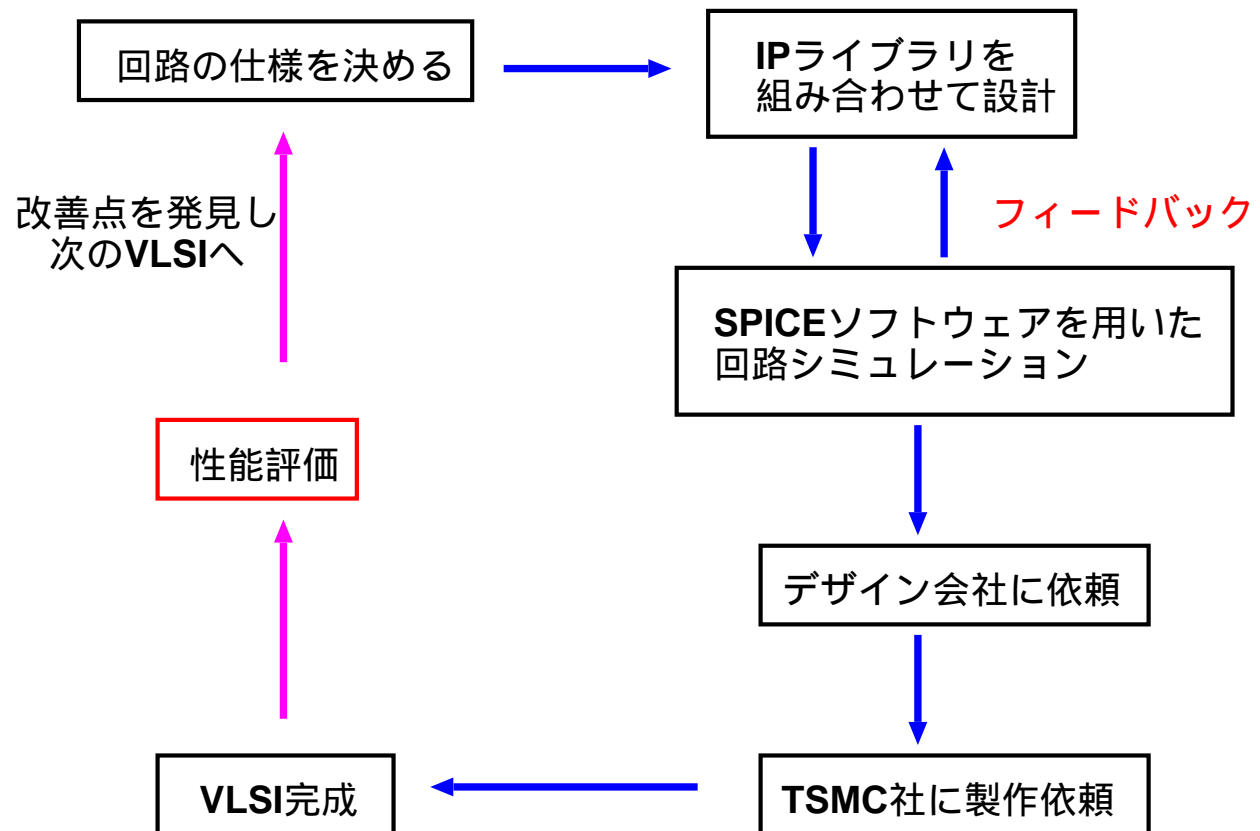 回路の仕様を決める
IPライブラリを
組み合わせて設計
改善点を発見し
次のVLSIへ
フィードバック
SPICEソフトウェアを用いた
回路シミュレーション
性能評価
デザイン会社に依頼
VLSI完成
TSMC社に製作依頼